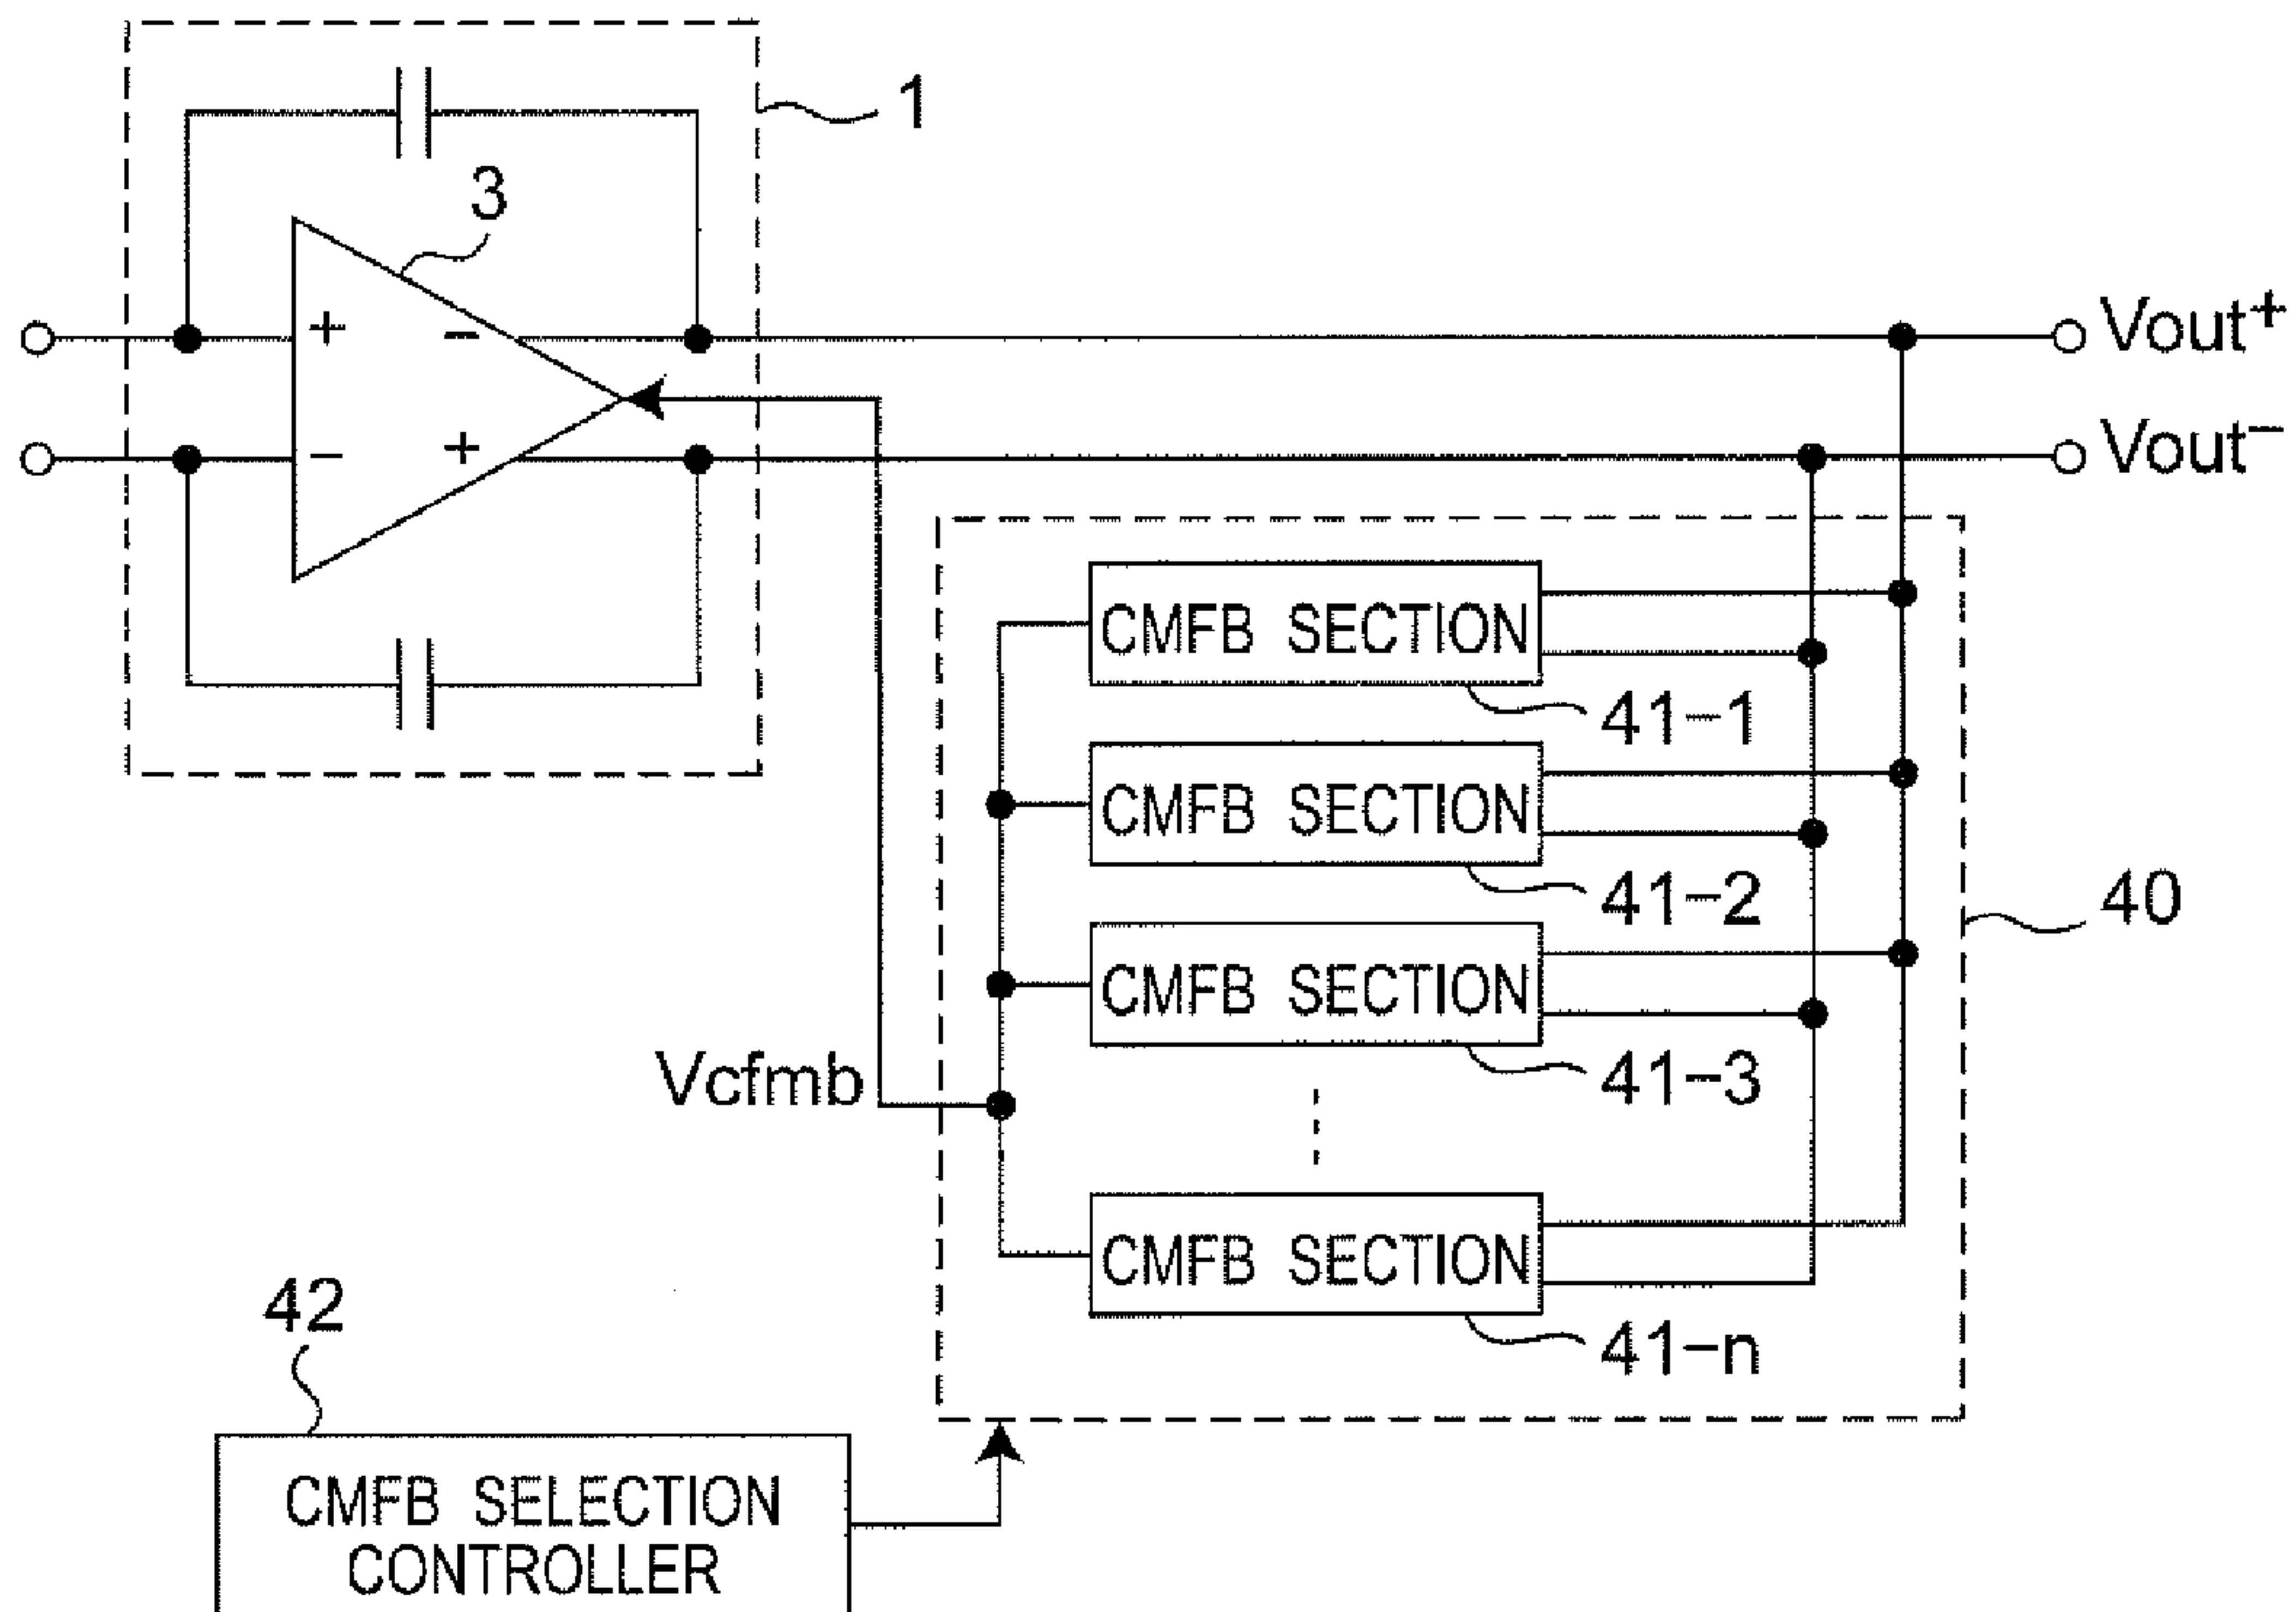 1
3
+ −
− +
Vout+
Vout−
CMFB SECTION
41-1
CMFB SECTION
41-2
40
CMFB SECTION
41-3
Vcfmb
CMFB SECTION
41-n
42
CMFB SELECTION
CONTROLLER